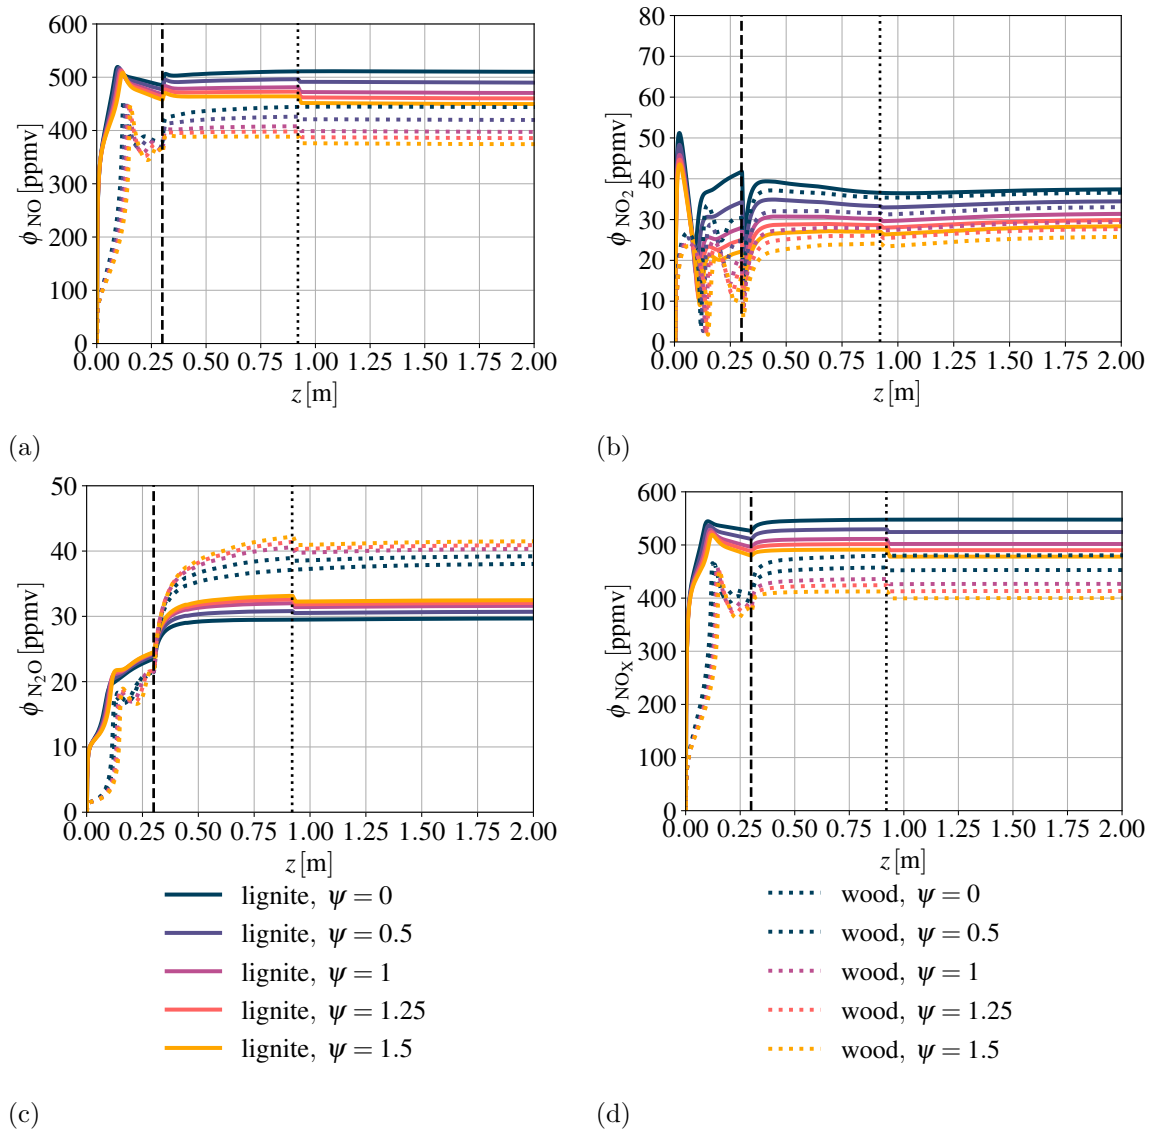 600
500
400
300
200
100
0
ϕ NO [ppmv]
0.00 0.25 0.50 0.75 1.00 1.25 1.50 1.75 2.00
z [m]
(a)
80
70
60
50
40
30
20
10
0
ϕ NO₂ [ppmv]
0.00 0.25 0.50 0.75 1.00 1.25 1.50 1.75 2.00
z [m]
(b)
50
40
30
20
10
0
ϕ N₂O [ppmv]
0.00 0.25 0.50 0.75 1.00 1.25 1.50 1.75 2.00
z [m]
600
500
400
300
200
100
0
ϕ NOX [ppmv]
0.00 0.25 0.50 0.75 1.00 1.25 1.50 1.75 2.00
z [m]
lignite, ψ = 0
lignite, ψ = 0.5
lignite, ψ = 1
lignite, ψ = 1.25
lignite, ψ = 1.5
wood, ψ = 0
wood, ψ = 0.5
wood, ψ = 1
wood, ψ = 1.25
wood, ψ = 1.5
(c)
(d)